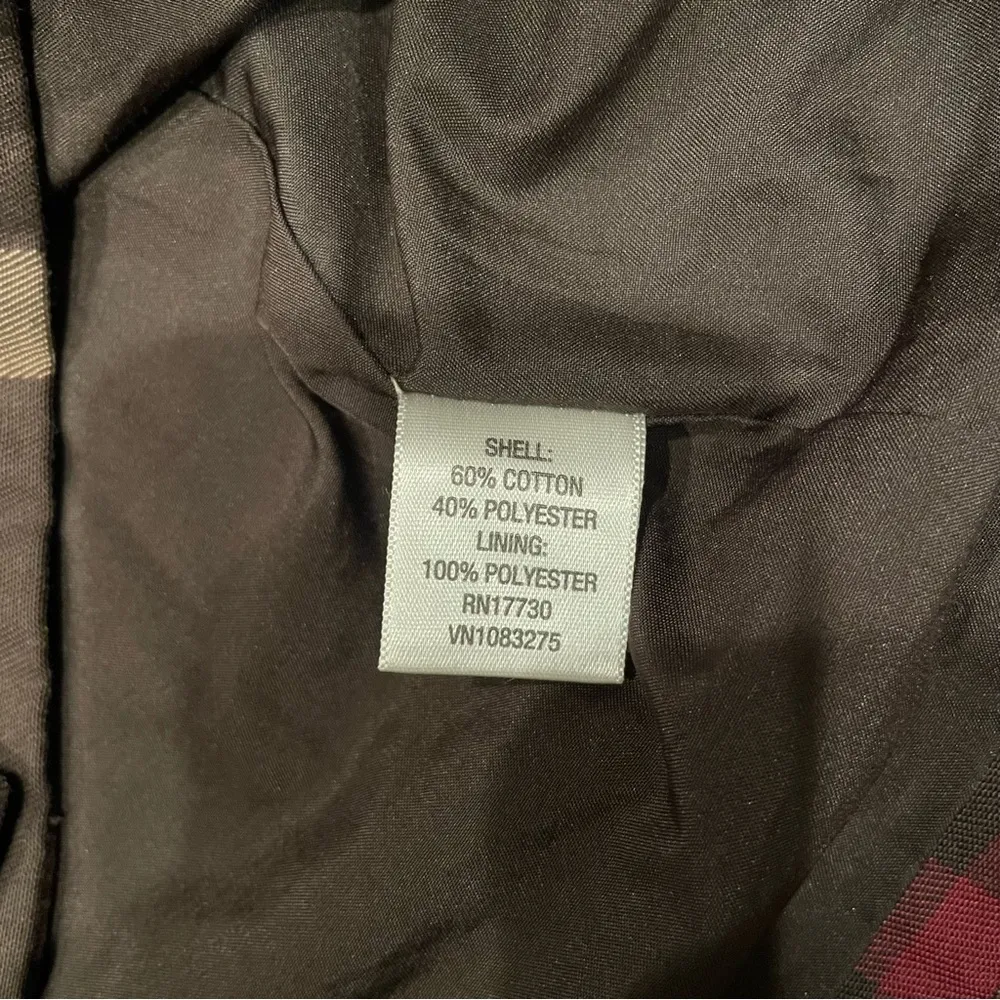 SHELL:
60% COTTON
40% POLYESTER
LINING:
100% POLYESTER
RN17730
VN1083275